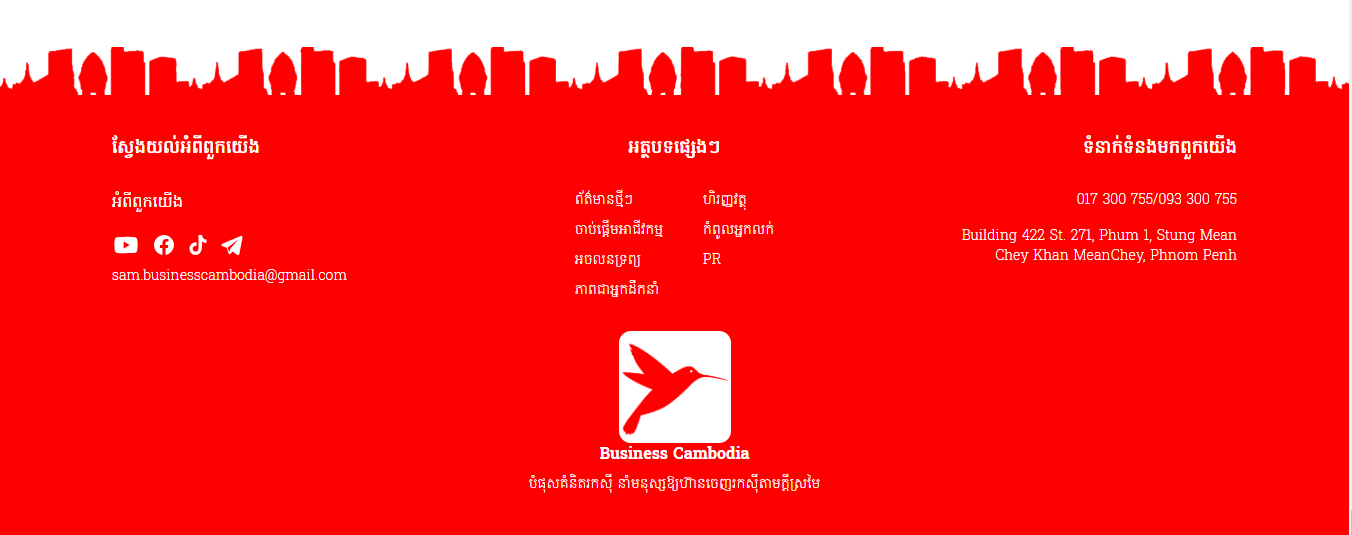 ស្វែងយល់អំពីពួកយើង
អំពីពួកយើង
sam.businesscambodia@gmail.com
អត្ថបទផ្សេងៗ
ព័ត៌មានថ្មីៗ
ចាប់ផ្ដើមអាជីវកម្ម
អចលនទ្រព្យ
ភាពជាអ្នកដឹកនាំ
ហិរញ្ញវត្ថុ
កំពូលអ្នកលក់
PR
ទំនាក់ទំនងមកពួកយើង
017 300 755/093 300 755
Building 422 St. 271, Phum 1, Stung Mean
Chey Khan MeanChey, Phnom Penh
Business Cambodia
បំផុសគំនិតរកស៊ី នាំមនុស្សឱ្យហ៊ានចេញរកស៊ីតាមក្ដីស្រមៃ